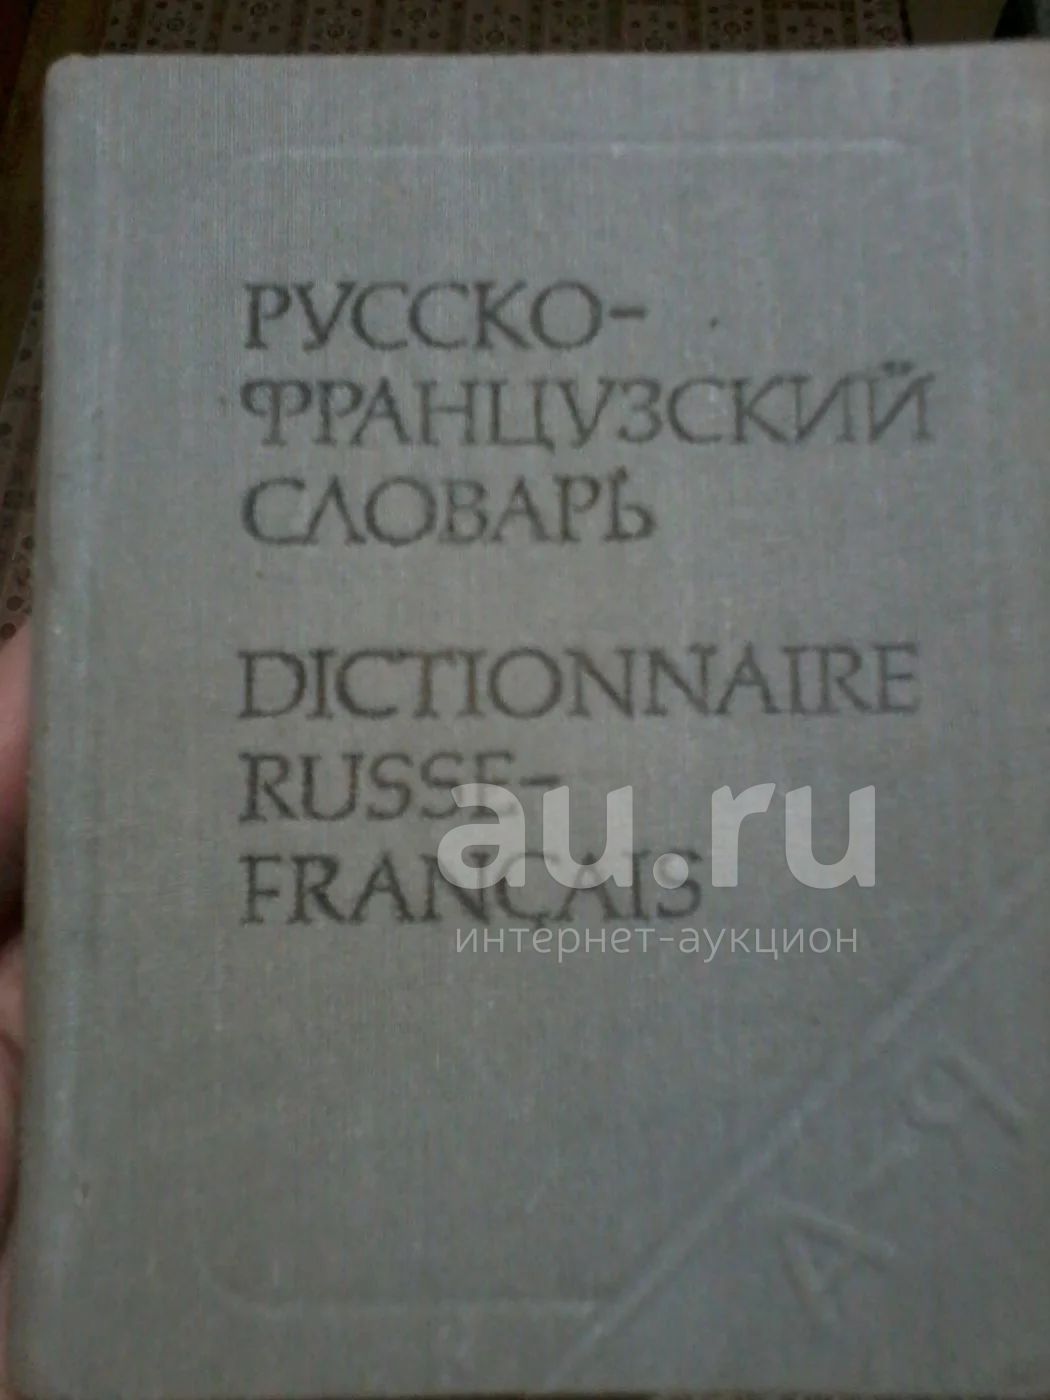 РУССКО-
ФРАНЦУЗСКИЙ
СЛОВАРЬ
DICTIONNAIRE
RUSSE-
FRANÇAIS
au.ru
интернет-аукцион
А-Я